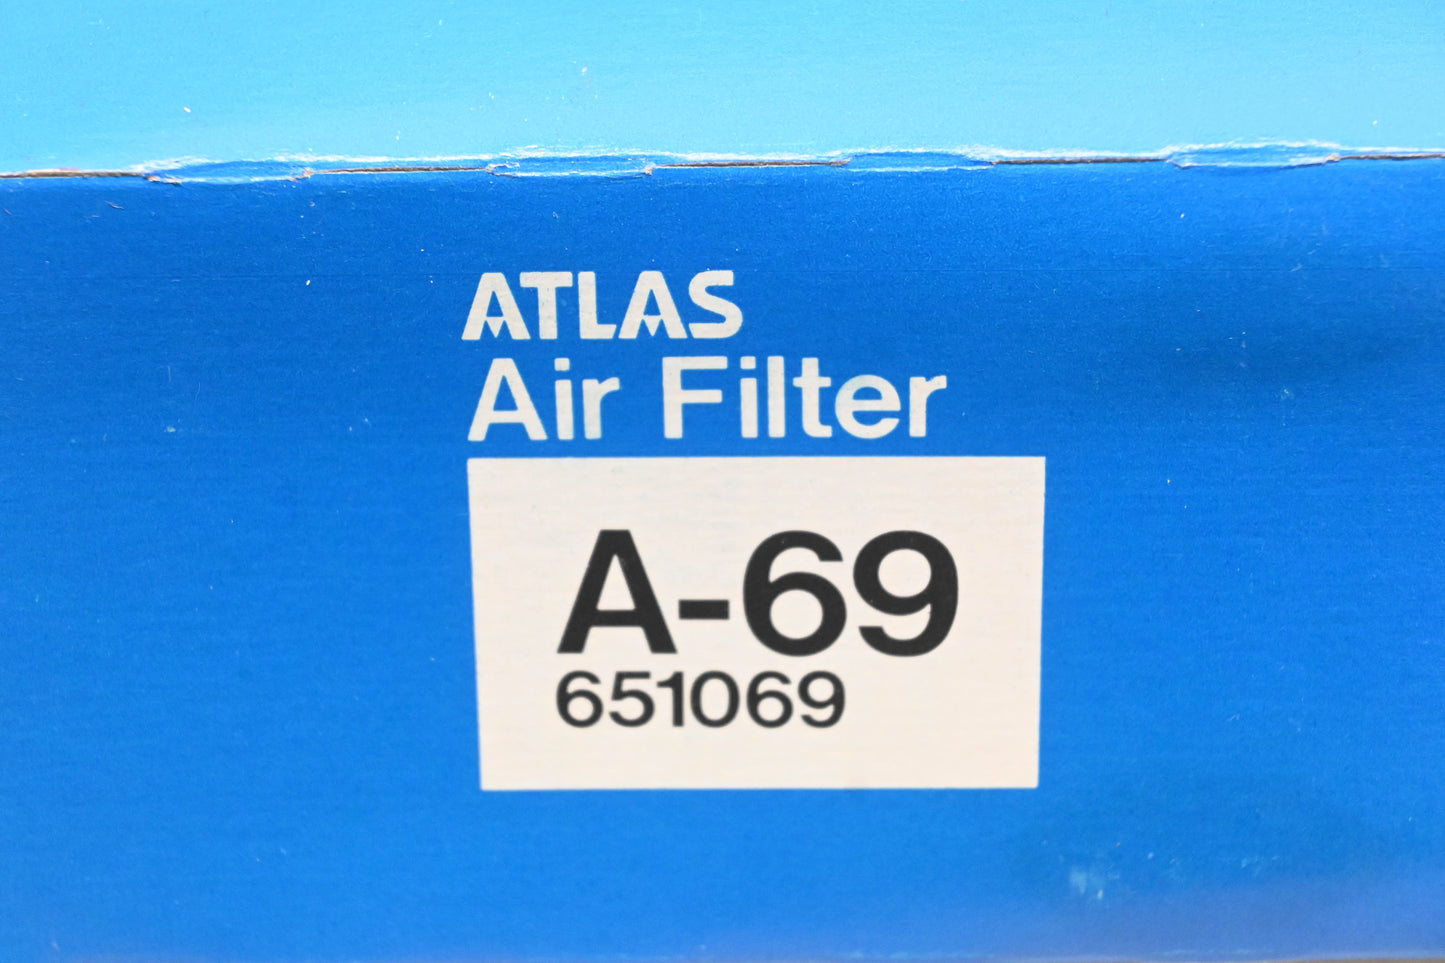 ATLAS
Air Filter
A-69
651069